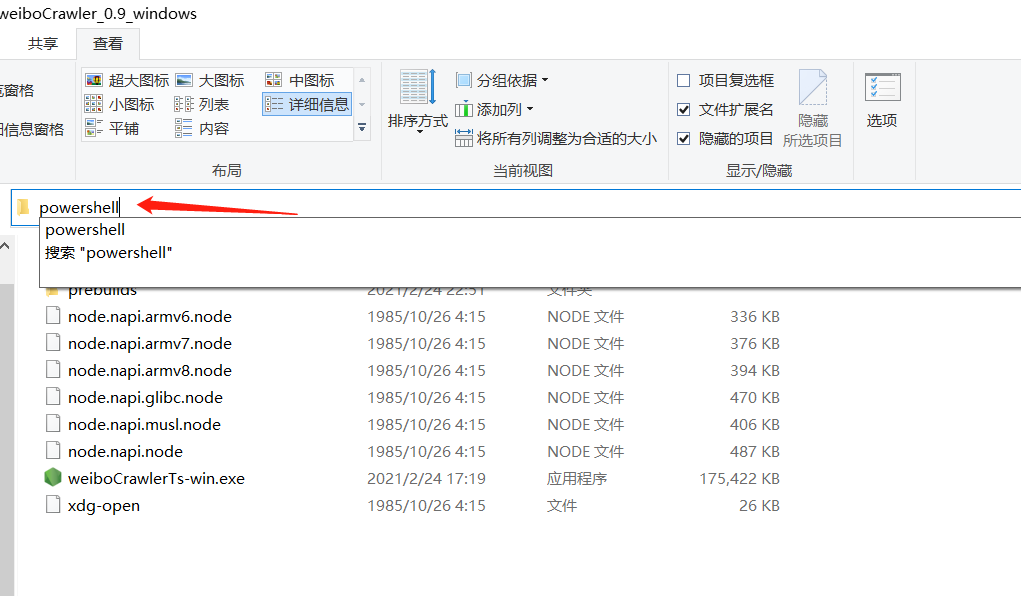 weiboCrawler_0.9_windows
共享 查看
览窗格
细信息窗格
超大图标 大图标 中图标
小图标 列表 详细信息
平铺 内容
布局
排序方式
分组依据
添加列
将所有列调整为合适的大小
当前视图
项目复选框
文件扩展名
隐藏的项目
隐藏
所选项目
显示/隐藏
选项
powershell
powershell
搜索 "powershell"
prebuilds 2021/2/24 22:51 文件夹
node.napi.armv6.node 1985/10/26 4:15 NODE 文件 336 KB
node.napi.armv7.node 1985/10/26 4:15 NODE 文件 376 KB
node.napi.armv8.node 1985/10/26 4:15 NODE 文件 394 KB
node.napi.glibc.node 1985/10/26 4:15 NODE 文件 470 KB
node.napi.musl.node 1985/10/26 4:15 NODE 文件 406 KB
node.napi.node 1985/10/26 4:15 NODE 文件 487 KB
weiboCrawlerTs-win.exe 2021/2/24 17:19 应用程序 175,422 KB
xdg-open 1985/10/26 4:15 文件 26 KB